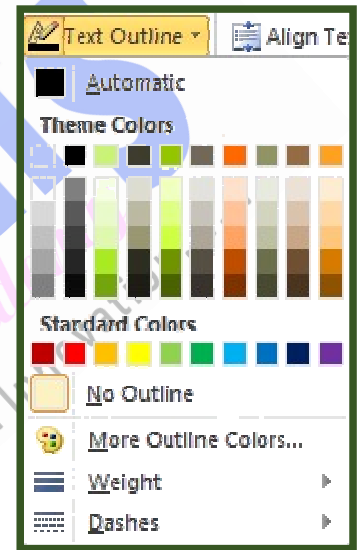 Text Outline
Align Te
Automatic
Theme Colors
Standard Colors
No Outline
More Outline Colors...
Weight
Dashes